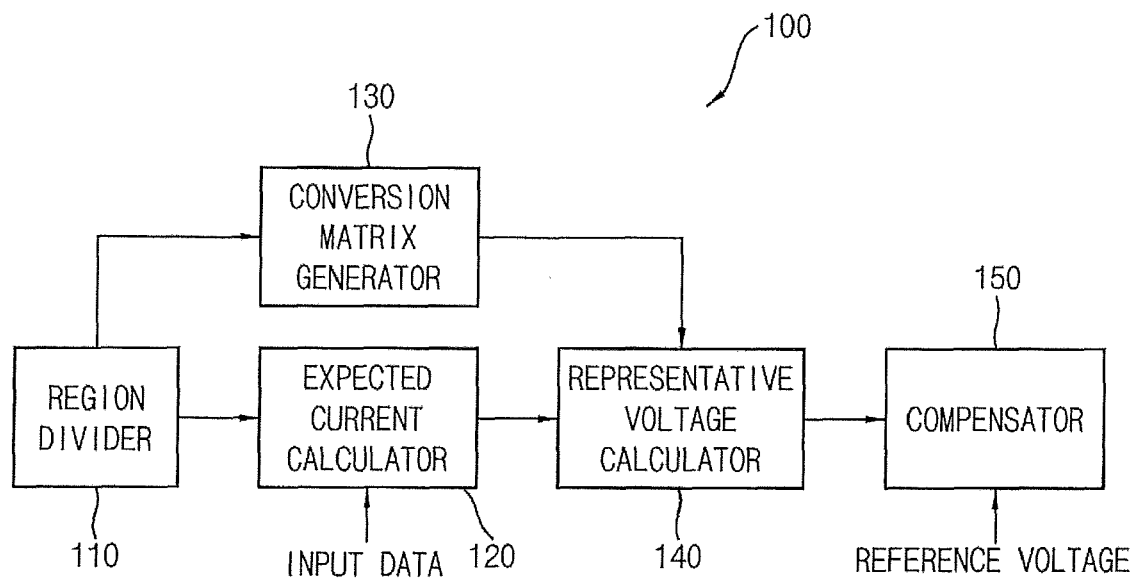 100
130
CONVERSION
MATRIX
GENERATOR
150
REGION
DIVIDER
EXPECTED
CURRENT
CALCULATOR
REPRESENTATIVE
VOLTAGE
CALCULATOR
COMPENSATOR
110
INPUT DATA
120
140
REFERENCE VOLTAGE